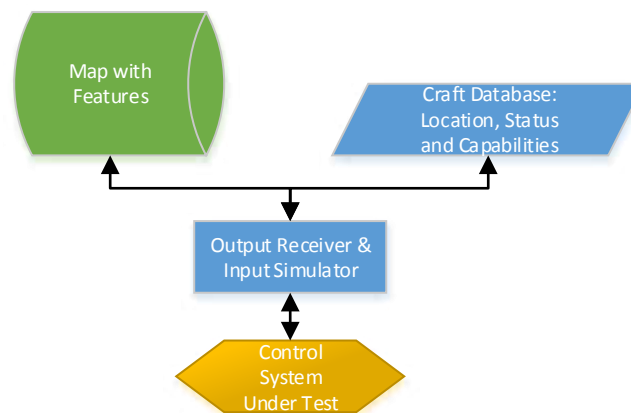 Map with
Features
Craft Database:
Location, Status
and Capabilities
Output Receiver &
Input Simulator
Control
System
Under Test